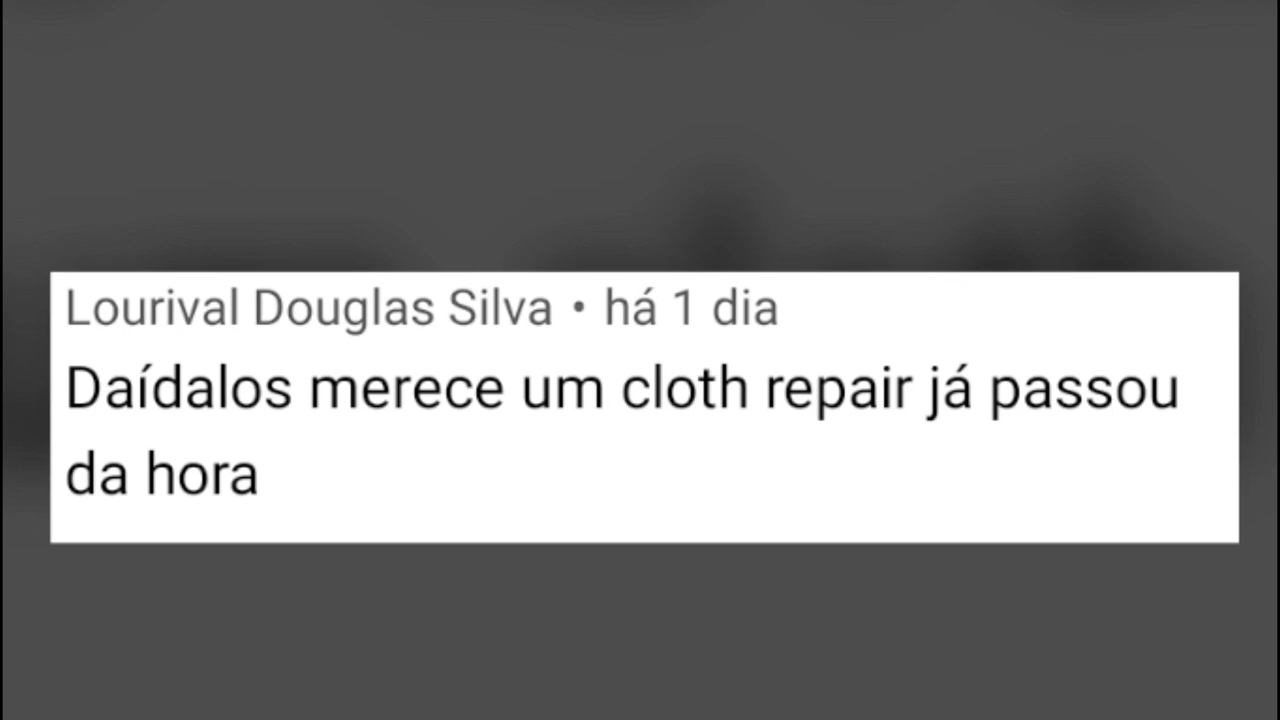 Lourival Douglas Silva • há 1 dia
Daídalos merece um cloth repair já passou
da hora